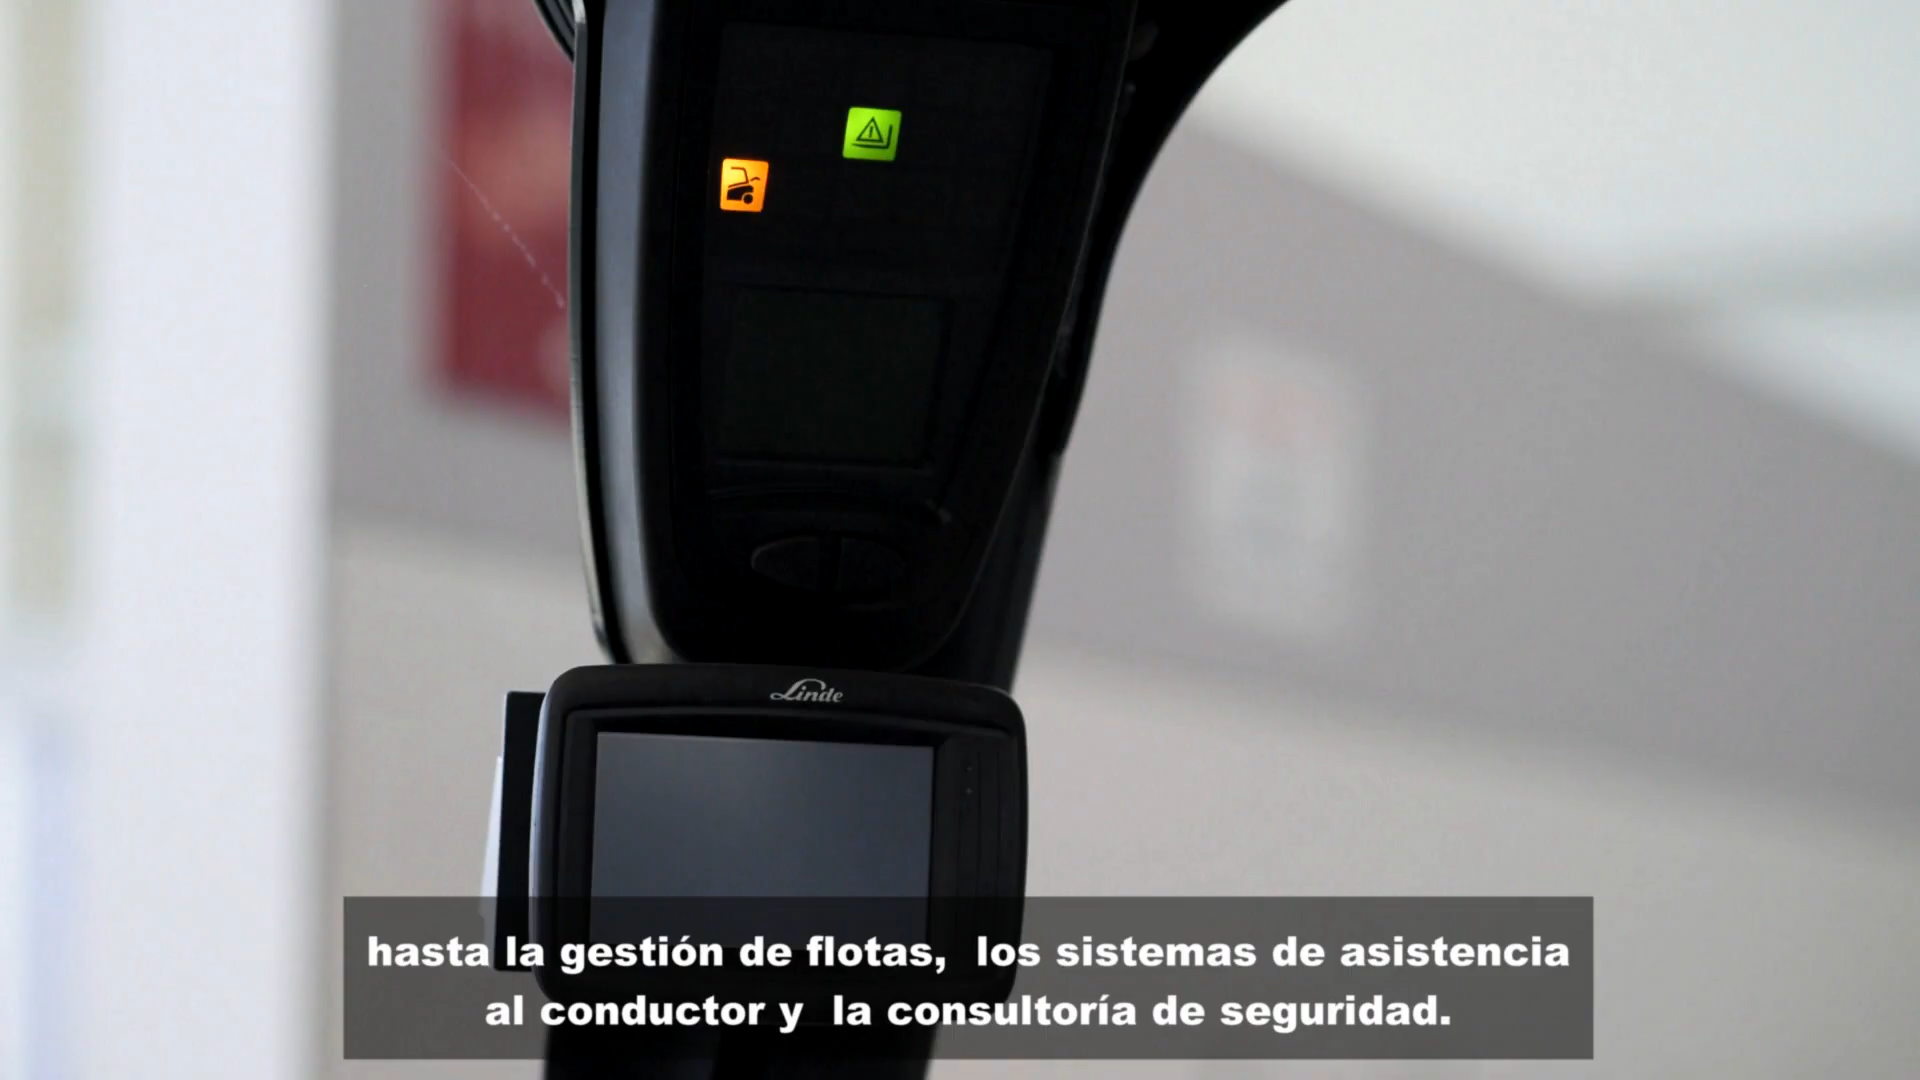 Linde
hasta la gestión de flotas, los sistemas de asistencia
al conductor y la consultoría de seguridad.